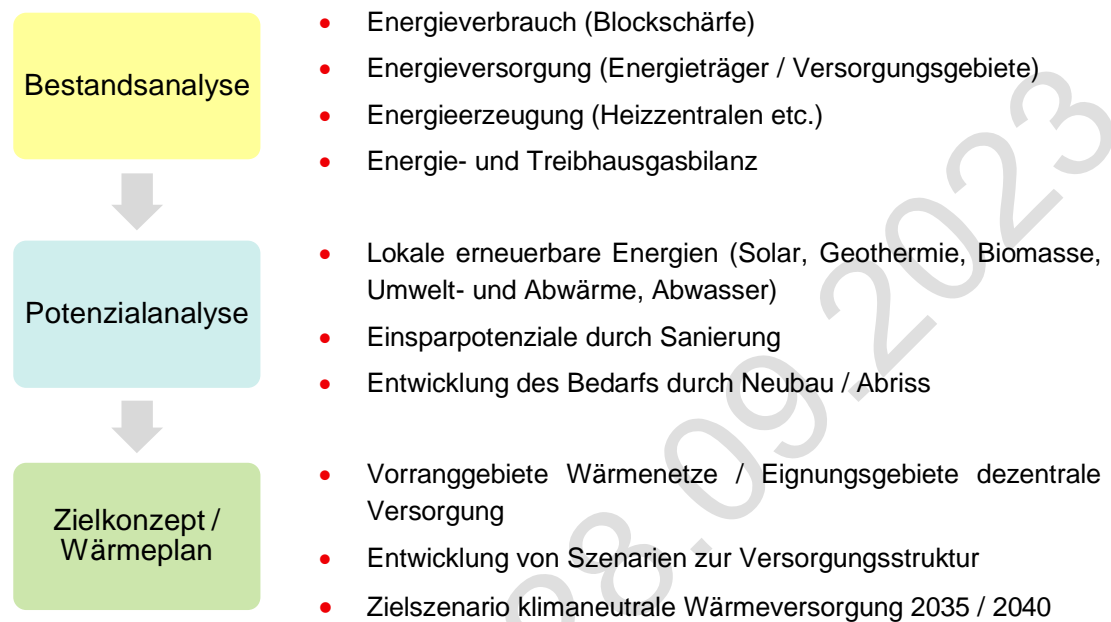 Bestandsanalyse
• Energieverbrauch (Blockschärfe)
• Energieversorgung (Energieträger / Versorgungsgebiete)
• Energieerzeugung (Heizzentralen etc.)
• Energie- und Treibhausgasbilanz
Potenzialanalyse
• Lokale erneuerbare Energien (Solar, Geothermie, Biomasse,
Umwelt- und Abwärme, Abwasser)
• Einsparpotenziale durch Sanierung
• Entwicklung des Bedarfs durch Neubau / Abriss
Zielkonzept /
Wärmeplan
• Vorranggebiete Wärmenetze / Eignungsgebiete dezentrale
Versorgung
• Entwicklung von Szenarien zur Versorgungsstruktur
• Zielszenario klimaneutrale Wärmeversorgung 2035 / 2040
28.09.2023